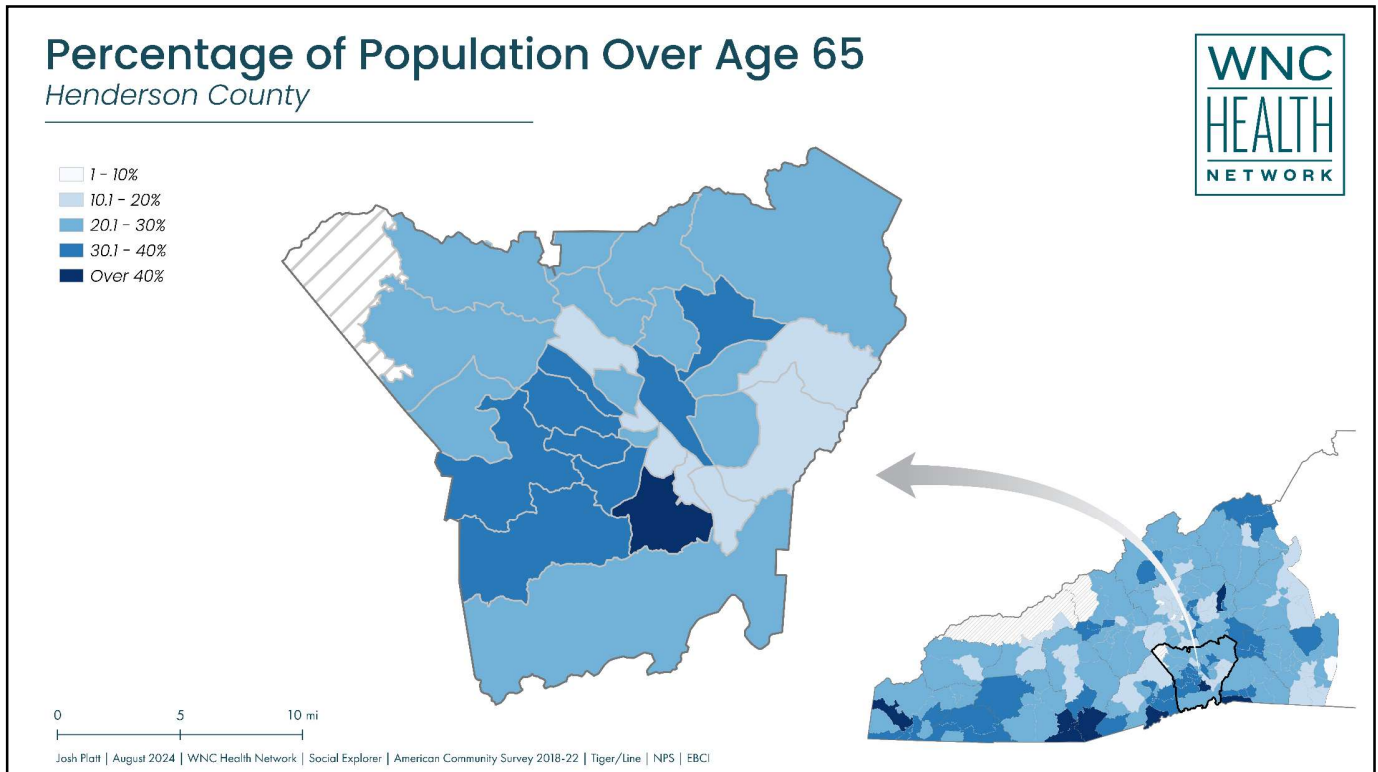 Percentage of Population Over Age 65
Henderson County
WNC
HEALTH
NETWORK
1 - 10%
10.1 - 20%
20.1 - 30%
30.1 - 40%
Over 40%
0 5 10 mi
Josh Platt | August 2024 | WNC Health Network | Social Explorer | American Community Survey 2018-22 | Tiger/Line | NPS | EBCI